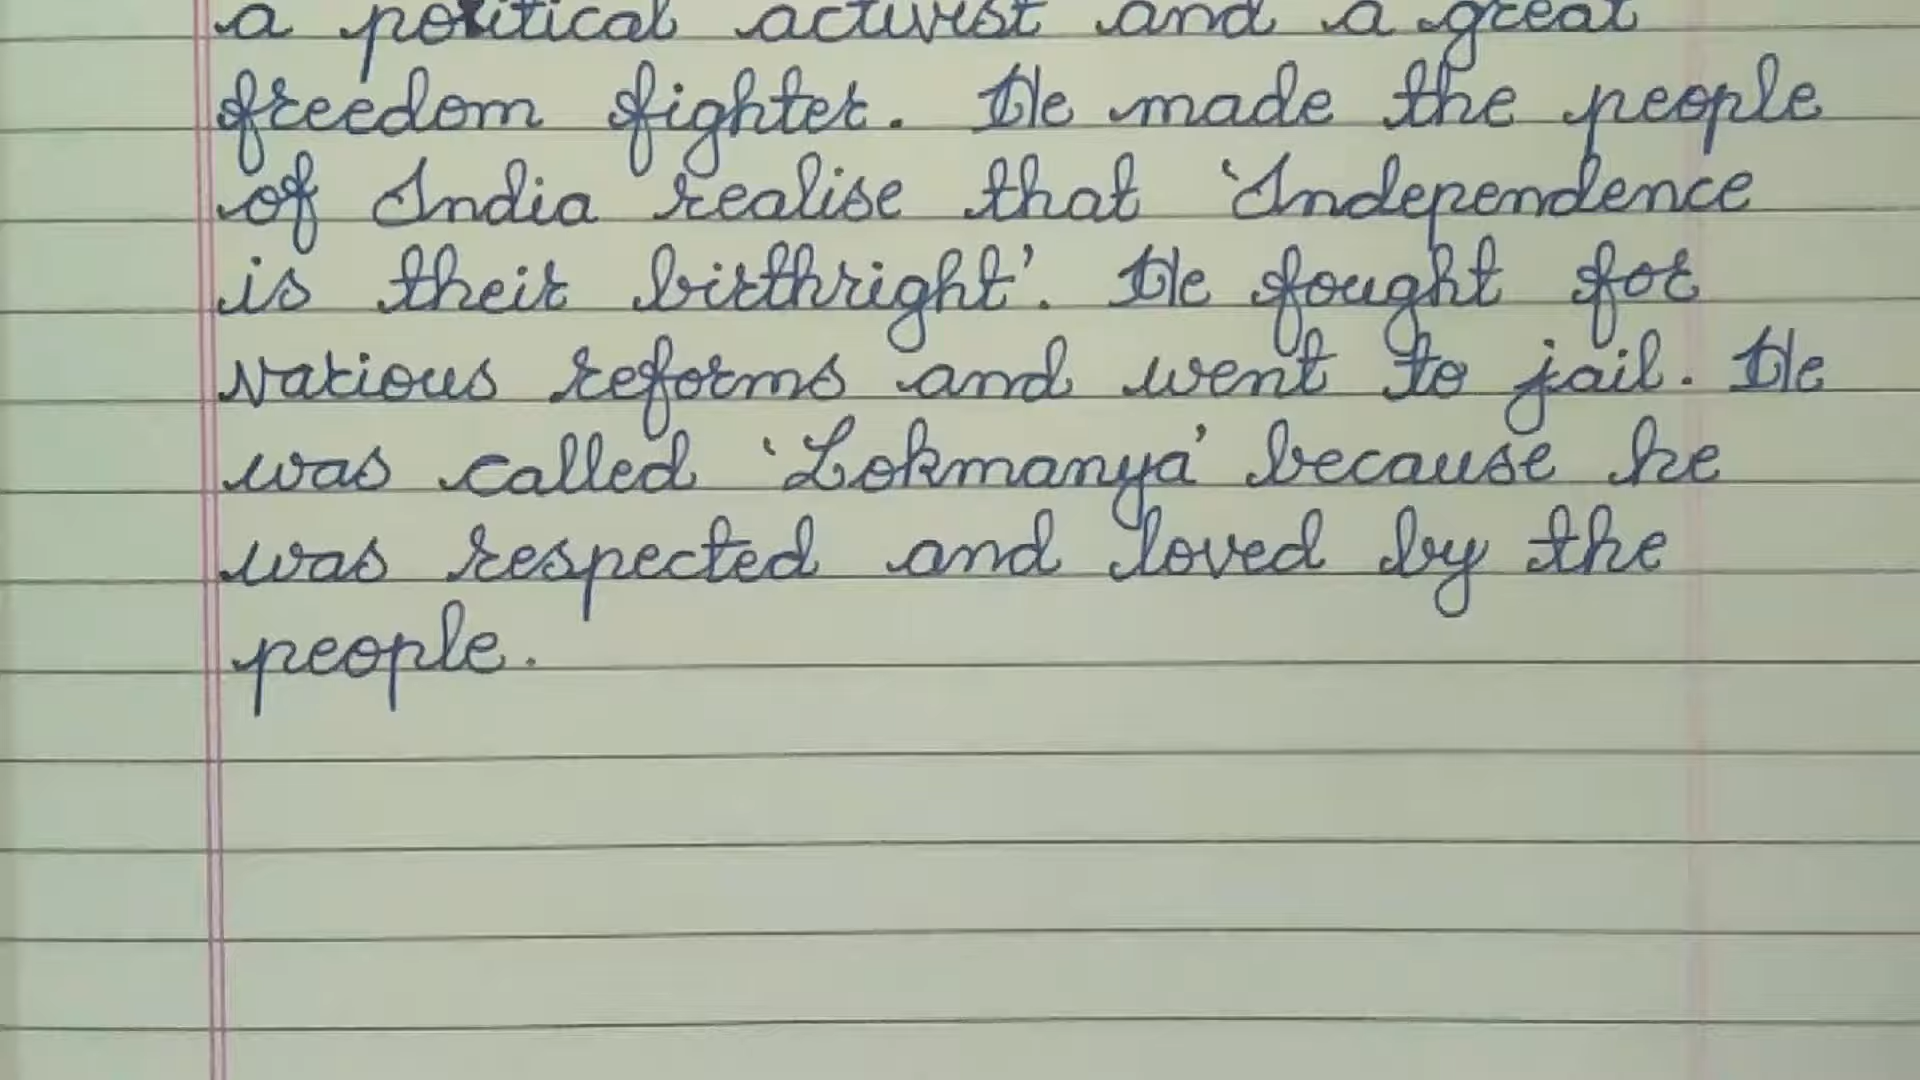 a political activist and a great
freedom fighter. He made the people
of India realise that 'Independence
is their birthright'. He fought for
various reforms and went to jail. He
was called 'Lokmanya' because he
was respected and loved by the
people.